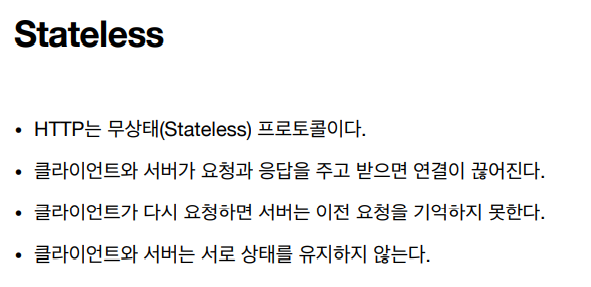 Stateless
• HTTP는 무상태(Stateless) 프로토콜이다.
• 클라이언트와 서버가 요청과 응답을 주고 받으면 연결이 끊어진다.
• 클라이언트가 다시 요청하면 서버는 이전 요청을 기억하지 못한다.
• 클라이언트와 서버는 서로 상태를 유지하지 않는다.